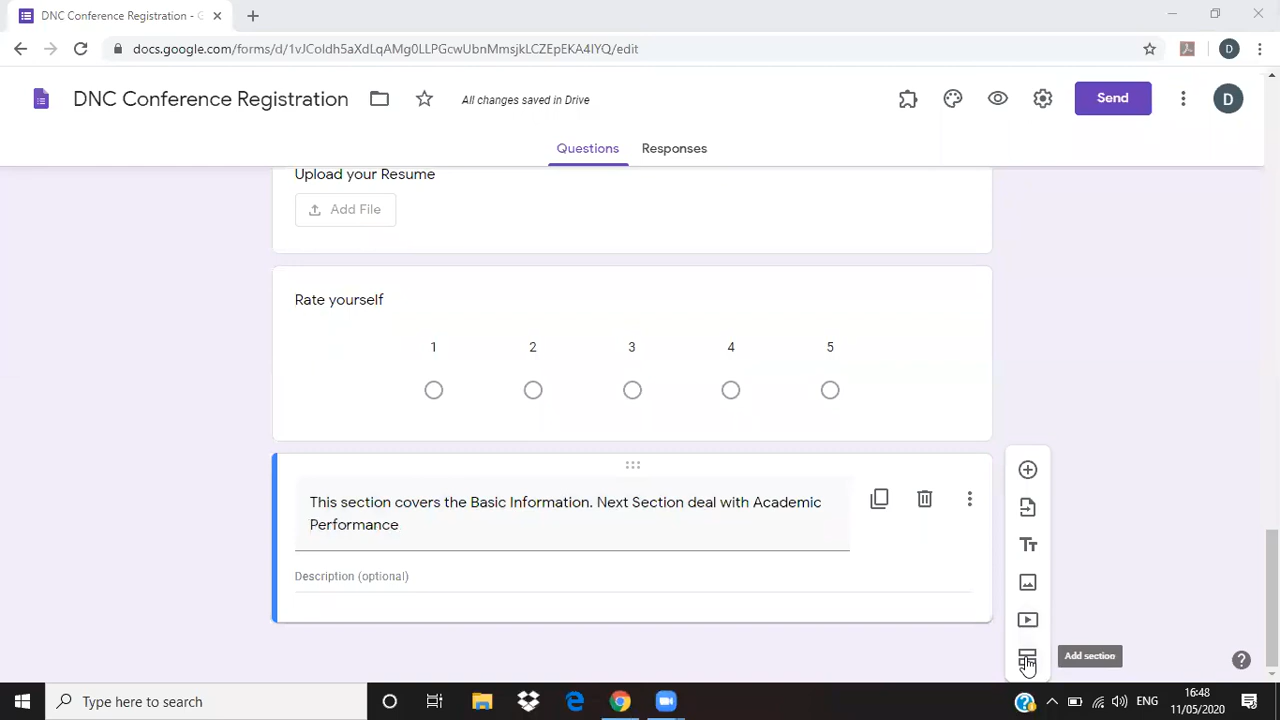 DNC Conference Registration - G
docs.google.com/forms/d/1vJColdh5aXdLqAMg0LLPGcwUbnMmsjkLCZEpEKA4IYQ/edit
D
DNC Conference Registration
All changes saved in Drive
Send
D
Questions
Responses
Upload your Resume
Add File
Rate yourself
1 2 3 4 5
This section covers the Basic Information. Next Section deal with Academic
Performance
Description (optional)
Tт
Add section
Type here to search
ENG
16:48
11/05/2020